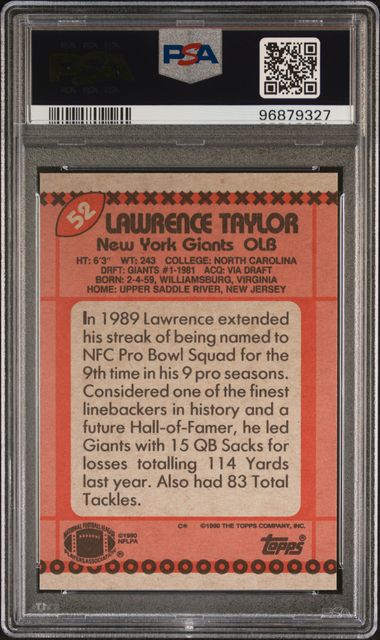 PSA
96879327
52
LAWRENCE TAYLOR
New York Giants OLB
HT: 6'3" WT: 243 COLLEGE: NORTH CAROLINA
DRFT: GIANTS #1-1981 ACQ: VIA DRAFT
BORN: 2-4-59, WILLIAMSBURG, VIRGINIA
HOME: UPPER SADDLE RIVER, NEW JERSEY
In 1989 Lawrence extended
his streak of being named to
NFC Pro Bowl Squad for the
9th time in his 9 pro seasons.
Considered one of the finest
linebackers in history and a
future Hall-of-Famer, he led
Giants with 15 QB Sacks for
losses totalling 114 Yards
last year. Also had 83 Total
Tackles.
C* ©1990 THE TOPPS COMPANY, INC.
©1990
NFLPA
Topps